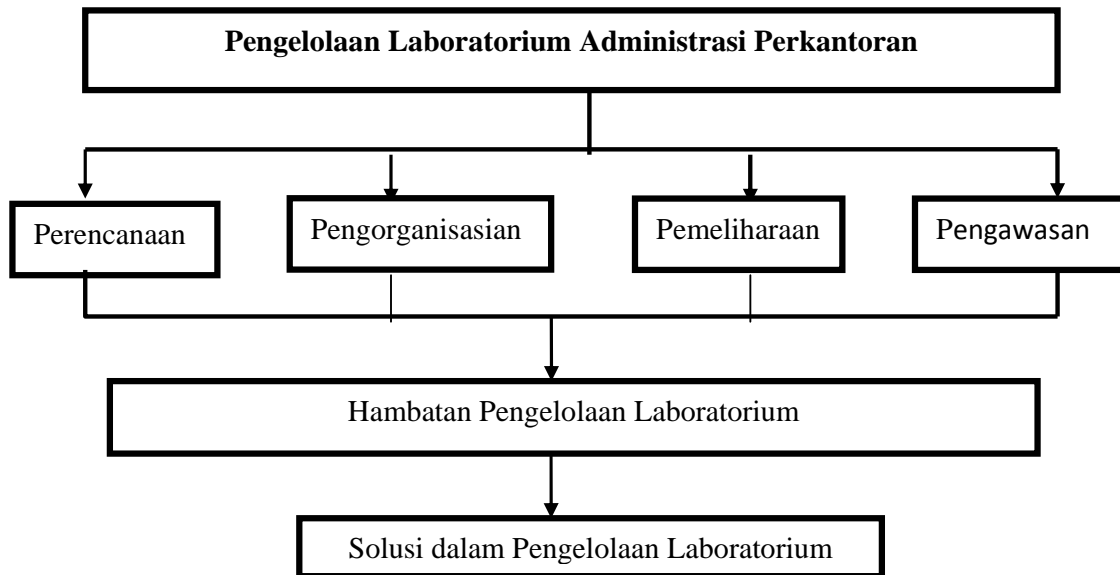 Pengelolaan Laboratorium Administrasi Perkantoran
Perencanaan
Pengorganisasian
Pemeliharaan
Pengawasan
Hambatan Pengelolaan Laboratorium
Solusi dalam Pengelolaan Laboratorium